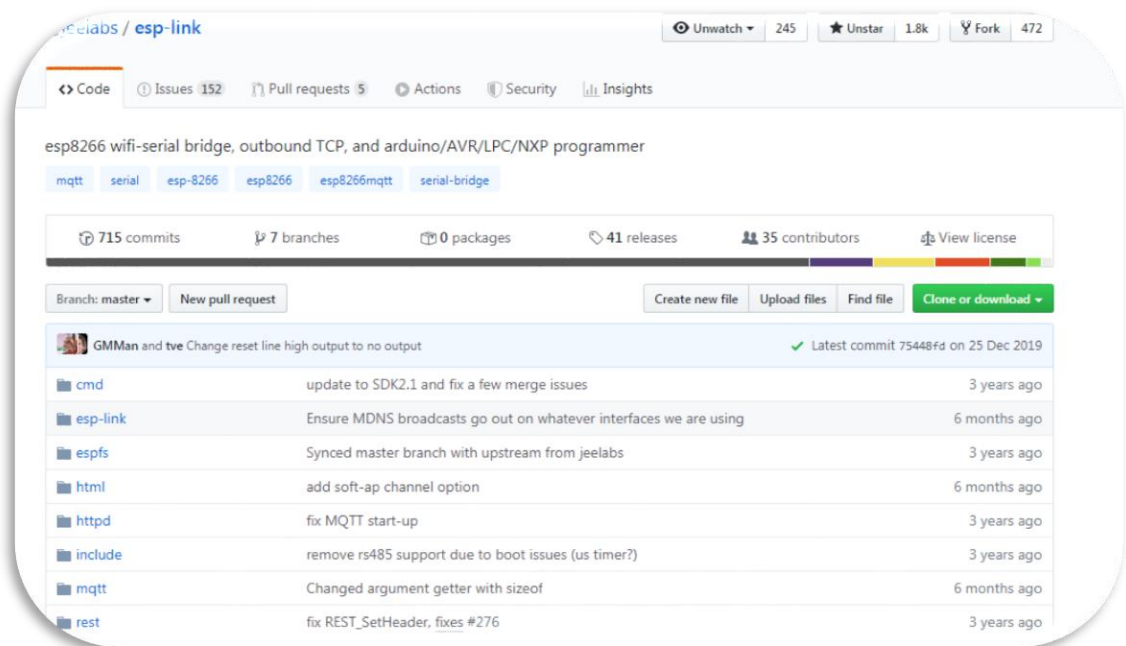 jeelabs / esp-link
Unwatch 245 Unstar 1.8k Fork 472
Code Issues 152 Pull requests 5 Actions Security Insights
esp8266 wifi-serial bridge, outbound TCP, and arduino/AVR/LPC/NXP programmer
mqtt serial esp-8266 esp8266 esp8266mqtt serial-bridge
715 commits 7 branches 0 packages 41 releases 35 contributors View license
Branch: master New pull request Create new file Upload files Find file Clone or download
GMMan and tve Change reset line high output to no output Latest commit 75448fd on 25 Dec 2019
cmd update to SDK2.1 and fix a few merge issues 3 years ago
esp-link Ensure MDNS broadcasts go out on whatever interfaces we are using 6 months ago
espfs Synced master branch with upstream from jeelabs 3 years ago
html add soft-ap channel option 6 months ago
httpd fix MQTT start-up 3 years ago
include remove rs485 support due to boot issues (us timer?) 3 years ago
mqtt Changed argument getter with sizeof 6 months ago
rest fix REST_SetHeader, fixes #276 3 years ago